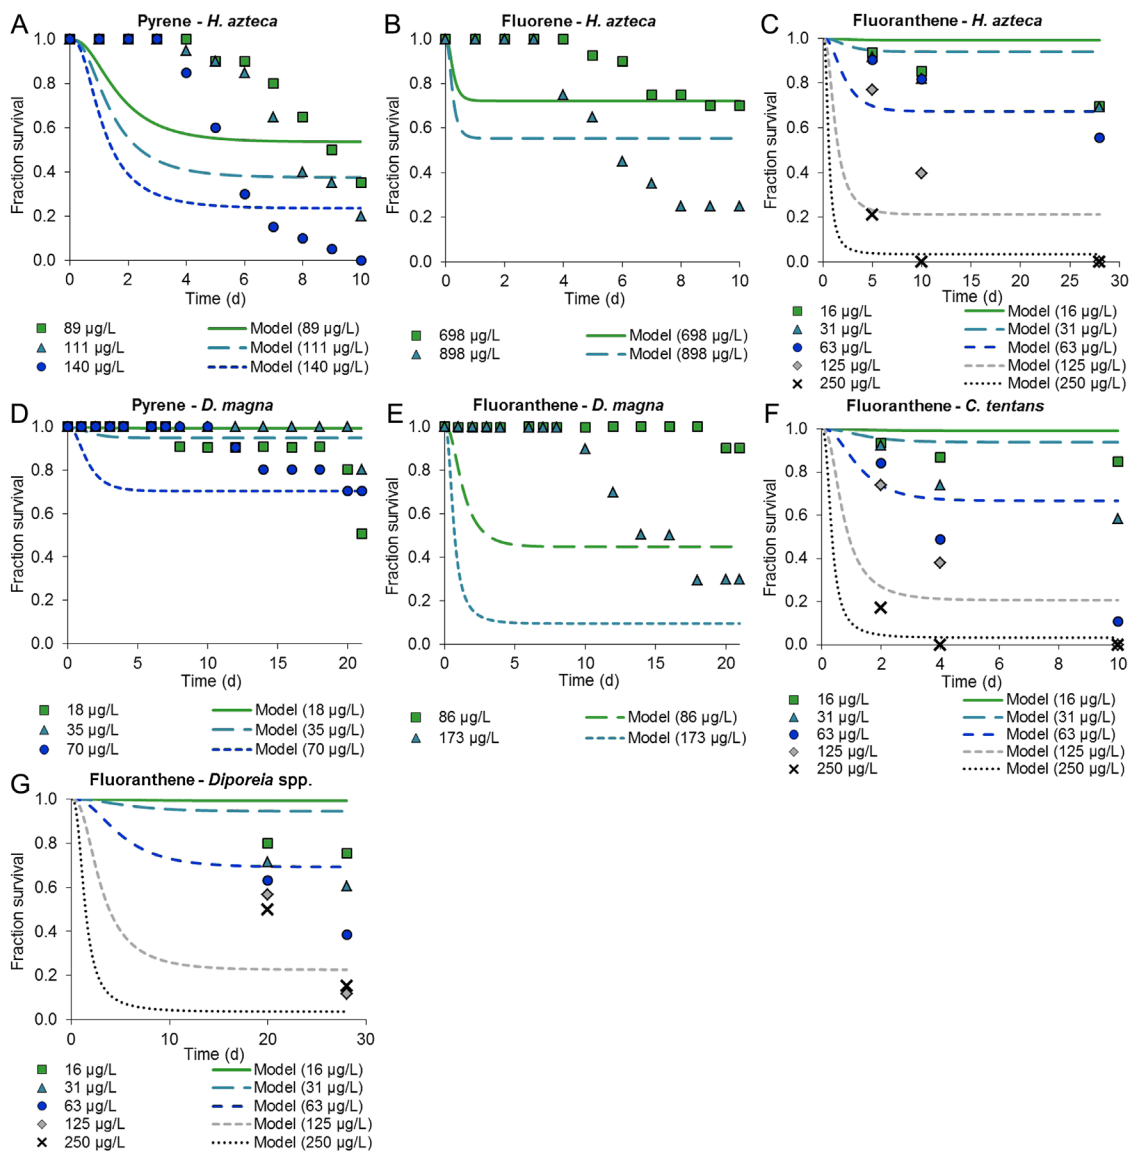 A
Pyrene - H. azteca
Fraction survival
1.0
0.8
0.6
0.4
0.2
0.0
0 2 4 6 8 10
Time (d)
89 µg/L Model (89 µg/L)
111 µg/L Model (111 µg/L)
140 µg/L Model (140 µg/L)
B
Fluorene - H. azteca
Fraction survival
1.0
0.8
0.6
0.4
0.2
0.0
0 2 4 6 8 10
Time (d)
698 µg/L Model (698 µg/L)
898 µg/L Model (898 µg/L)
C
Fluoranthene - H. azteca
Fraction survival
1.0
0.8
0.6
0.4
0.2
0.0
0 5 10 15 20 25 30
Time (d)
16 µg/L Model (16 µg/L)
31 µg/L Model (31 µg/L)
63 µg/L Model (63 µg/L)
125 µg/L Model (125 µg/L)
250 µg/L Model (250 µg/L)
D
Pyrene - D. magna
Fraction survival
1.0
0.8
0.6
0.4
0.2
0.0
0 5 10 15 20
Time (d)
18 µg/L Model (18 µg/L)
35 µg/L Model (35 µg/L)
70 µg/L Model (70 µg/L)
E
Fluoranthene - D. magna
Fraction survival
1.0
0.8
0.6
0.4
0.2
0.0
0 5 10 15 20
Time (d)
86 µg/L Model (86 µg/L)
173 µg/L Model (173 µg/L)
F
Fluoranthene - C. tentans
Fraction survival
1.0
0.8
0.6
0.4
0.2
0.0
0 2 4 6 8 10
Time (d)
16 µg/L Model (16 µg/L)
31 µg/L Model (31 µg/L)
63 µg/L Model (63 µg/L)
125 µg/L Model (125 µg/L)
250 µg/L Model (250 µg/L)
G
Fluoranthene - Diporeia spp.
Fraction survival
1.0
0.8
0.6
0.4
0.2
0.0
0 10 20 30
Time (d)
16 µg/L Model (16 µg/L)
31 µg/L Model (31 µg/L)
63 µg/L Model (63 µg/L)
125 µg/L Model (125 µg/L)
250 µg/L Model (250 µg/L)